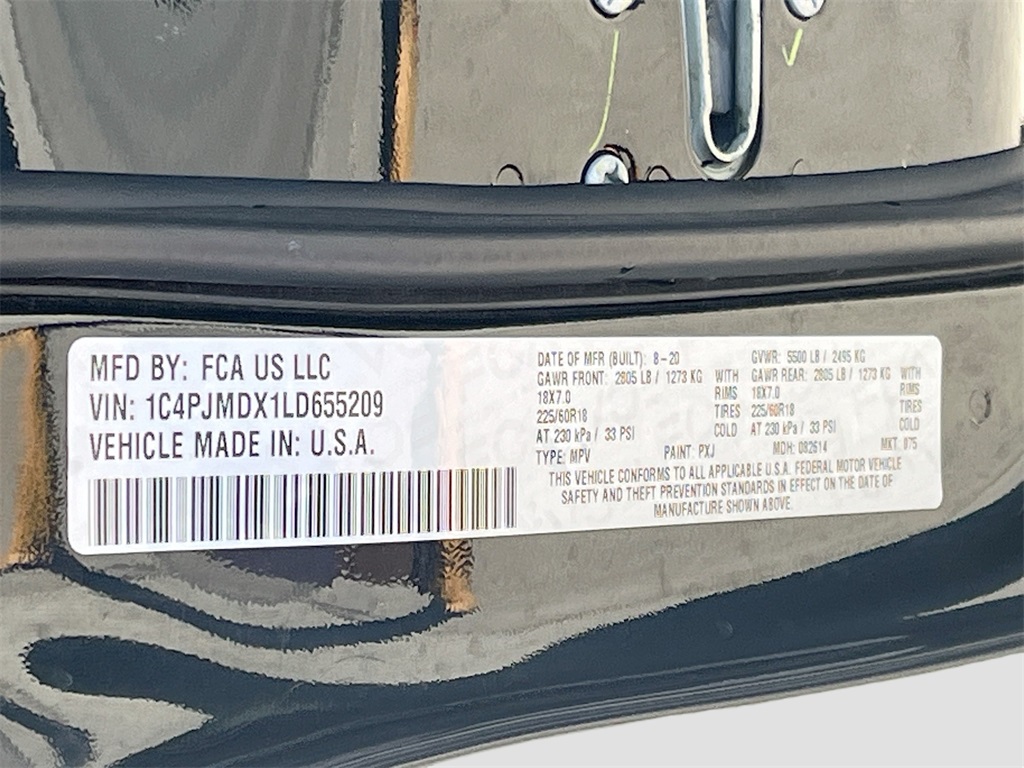 MFD BY: FCA US LLC
VIN: 1C4PJMDX1LD655209
VEHICLE MADE IN: U.S.A.
DATE OF MFR (BUILT): 8-20 GVWR: 5500 LB / 2495 KG
GAWR FRONT: 2805 LB / 1273 KG WITH GAWR REAR: 2805 LB / 1273 KG WITH
18X7.0 RIMS 18X7.0 RIMS
225/60R18 TIRES 225/60R18 TIRES
AT 230 kPa / 33 PSI COLD AT 230 kPa / 33 PSI COLD
TYPE: MPV PAINT: PXJ MDH: 082614 MKT: 875
THIS VEHICLE CONFORMS TO ALL APPLICABLE U.S.A. FEDERAL MOTOR VEHICLE
SAFETY AND THEFT PREVENTION STANDARDS IN EFFECT ON THE DATE OF
MANUFACTURE SHOWN ABOVE.